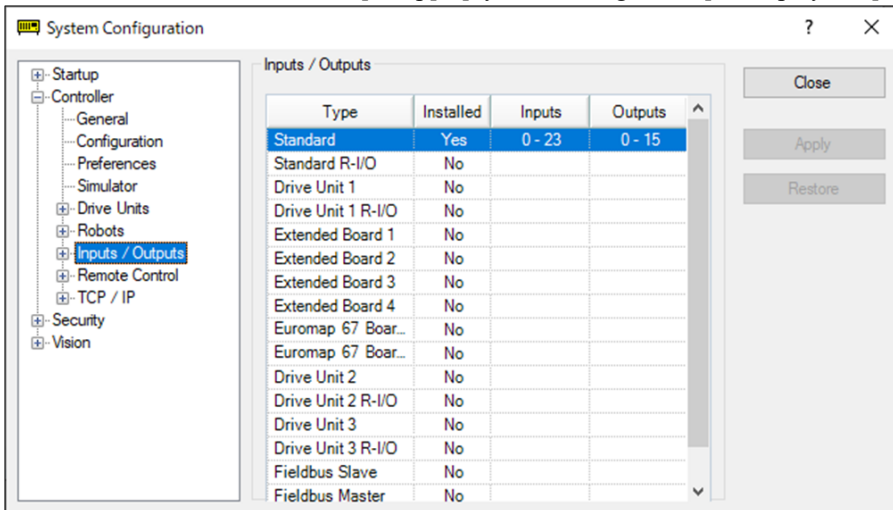 System Configuration
?
Startup
Controller
General
Configuration
Preferences
Simulator
Drive Units
Robots
Inputs / Outputs
Remote Control
TCP / IP
Security
Vision
Inputs / Outputs
Type Installed Inputs Outputs
Standard Yes 0 - 23 0 - 15
Standard R-I/O No
Drive Unit 1 No
Drive Unit 1 R-I/O No
Extended Board 1 No
Extended Board 2 No
Extended Board 3 No
Extended Board 4 No
Euromap 67 Boar... No
Euromap 67 Boar... No
Drive Unit 2 No
Drive Unit 2 R-I/O No
Drive Unit 3 No
Drive Unit 3 R-I/O No
Fieldbus Slave No
Fieldbus Master No
Close
Apply
Restore